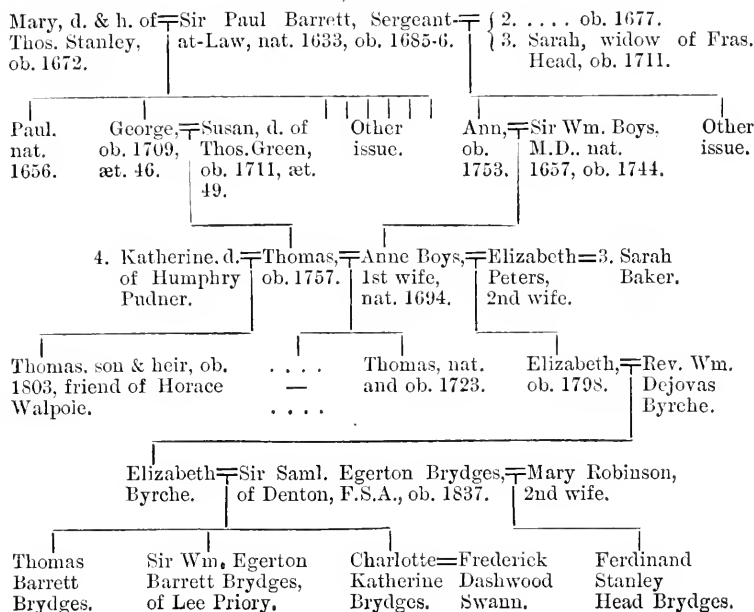 Mary, d. & h. of Sir Paul Barrett, Sergeant- { 2. . . . . ob. 1677.
Thos. Stanley, at-Law, nat. 1633, ob. 1685-6. { 3. Sarah, widow of Fras.
ob. 1672. Head, ob. 1711.
Paul. George, Susan, d. of Other Ann, Sir Wm. Boys, Other
nat. ob. 1709, Thos. Green, issue. ob. M.D., nat. issue.
1656. æt. 46. ob. 1711, æt. 1753. 1657, ob. 1744.
49.
4. Katherine, d. Thomas, Anne Boys, Elizabeth = 3. Sarah
of Humphry ob. 1757. 1st wife, Peters, Baker.
Pudner. nat. 1694. 2nd wife.
Thomas, son & heir, ob. . . . . Thomas, nat. Elizabeth, Rev. Wm.
1803, friend of Horace — and ob. 1723. ob. 1798. Dejovas
Walpole. . . . . Byrche.
Elizabeth Sir Saml. Egerton Brydges, Mary Robinson,
Byrche. of Denton, F.S.A., ob. 1837. 2nd wife.
Thomas Sir Wm. Egerton Charlotte = Frederick Ferdinand
Barrett Barrett Brydges, Katherine Dashwood Stanley
Brydges. of Lee Priory. Brydges. Swann. Head Brydges.